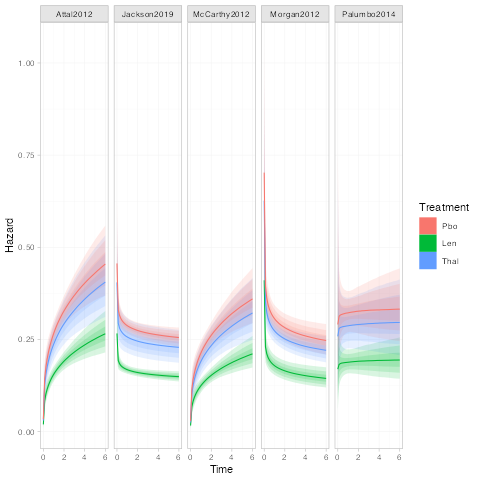 Attal2012 Jackson2019 McCarthy2012 Morgan2012 Palumbo2014
1.00
0.75
0.50
0.25
0.00
Hazard
0 2 4 6 0 2 4 6 0 2 4 6 0 2 4 6 0 2 4 6
Time
Treatment
Pbo
Len
Thal